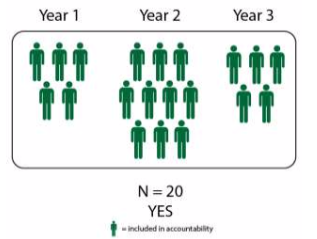 Year 1 Year 2 Year 3
N = 20
YES
= included in accountability